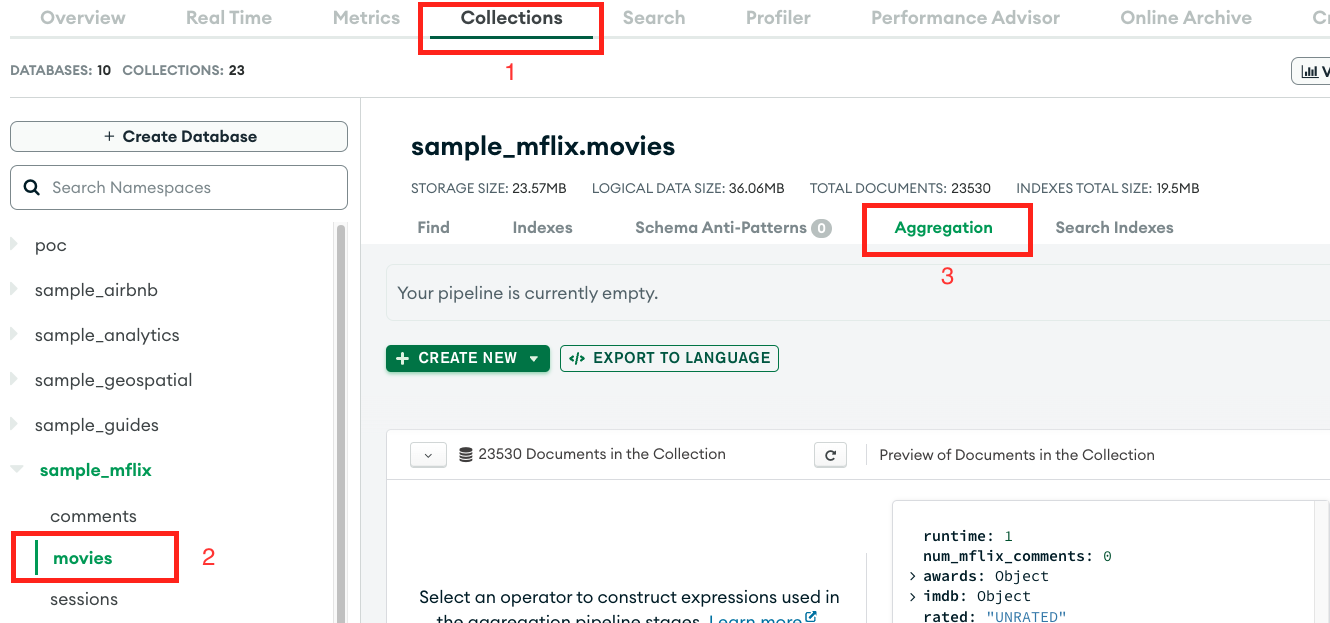 Overview Real Time Metrics Collections Search Profiler Performance Advisor Online Archive
1
DATABASES: 10 COLLECTIONS: 23
+ Create Database
Search Namespaces
poc
sample_airbnb
sample_analytics
sample_geospatial
sample_guides
sample_mflix
comments
movies 2
sessions
sample_mflix.movies
STORAGE SIZE: 23.57MB LOGICAL DATA SIZE: 36.06MB TOTAL DOCUMENTS: 23530 INDEXES TOTAL SIZE: 19.5MB
Find Indexes Schema Anti-Patterns 0 Aggregation Search Indexes
3
Your pipeline is currently empty.
+ CREATE NEW </> EXPORT TO LANGUAGE
23530 Documents in the Collection Preview of Documents in the Collection
Select an operator to construct expressions used in
the aggregation pipeline stages. Learn more
runtime: 1
num_mflix_comments: 0
> awards: Object
> imdb: Object
rated: "UNRATED"